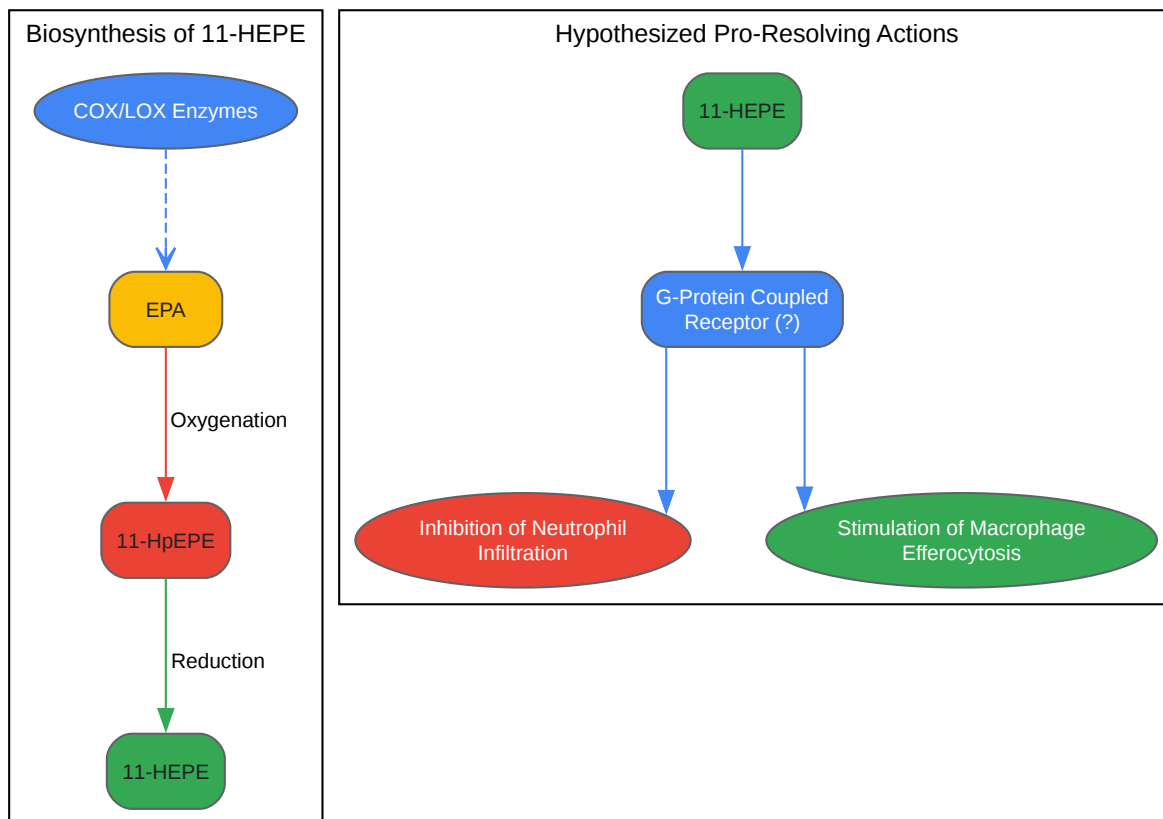 Biosynthesis of 11-HEPE
COX/LOX Enzymes
EPA
Oxygenation
11-HpEPE
Reduction
11-HEPE
Hypothesized Pro-Resolving Actions
11-HEPE
G-Protein Coupled
Receptor (?)
Inhibition of Neutrophil
Infiltration
Stimulation of Macrophage
Efferocytosis